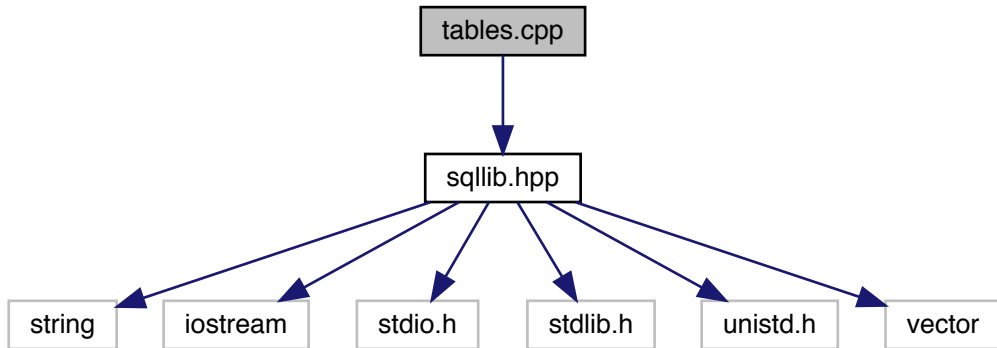 tables.cpp
sqllib.hpp
string
iostream
stdio.h
stdlib.h
unistd.h
vector